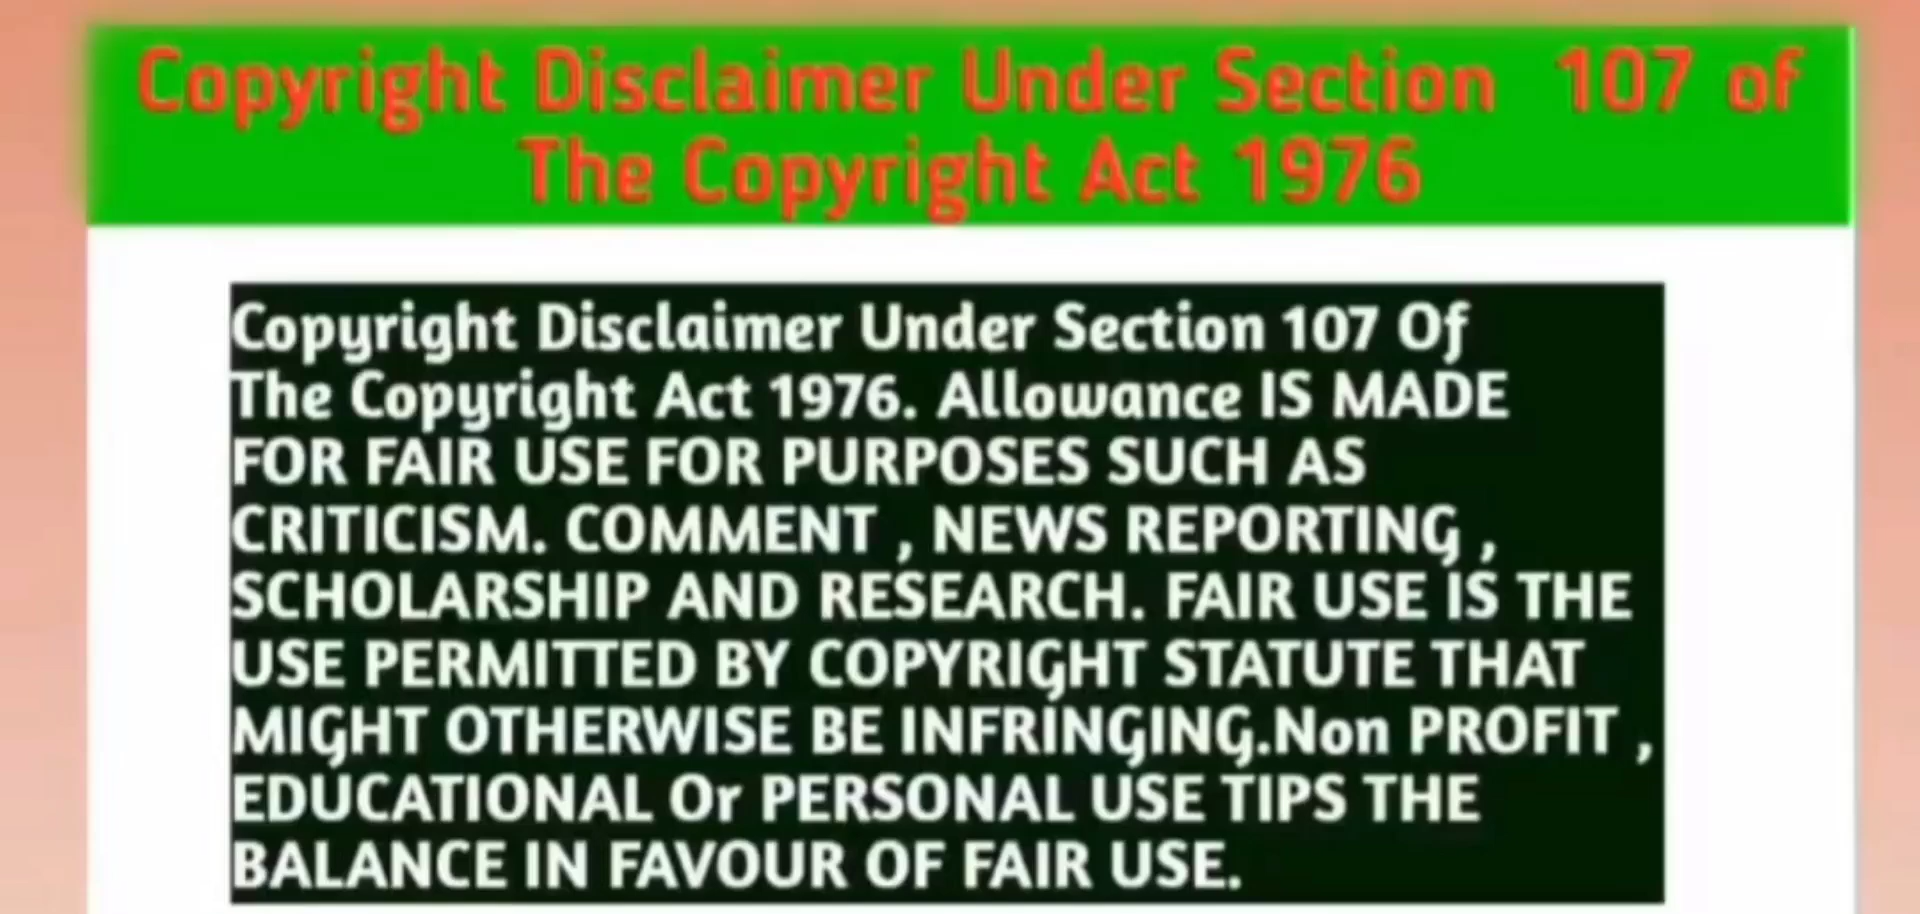 Copyright Disclaimer Under Section 107 of
The Copyright Act 1976
Copyright Disclaimer Under Section 107 Of
The Copyright Act 1976. Allowance IS MADE
FOR FAIR USE FOR PURPOSES SUCH AS
CRITICISM. COMMENT , NEWS REPORTING ,
SCHOLARSHIP AND RESEARCH. FAIR USE IS THE
USE PERMITTED BY COPYRIGHT STATUTE THAT
MIGHT OTHERWISE BE INFRINGING.Non PROFIT ,
EDUCATIONAL Or PERSONAL USE TIPS THE
BALANCE IN FAVOUR OF FAIR USE.